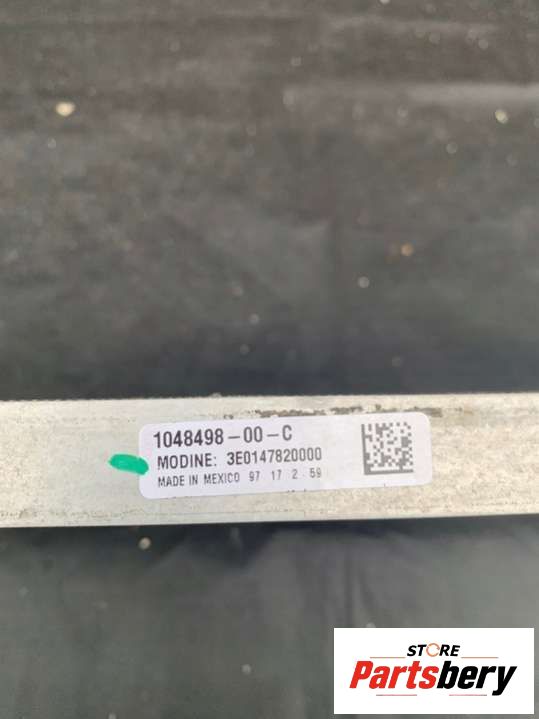 1048498-00-C
MODINE: 3E0147820000
MADE IN MEXICO 97 17 2 59
STORE
Partsbery